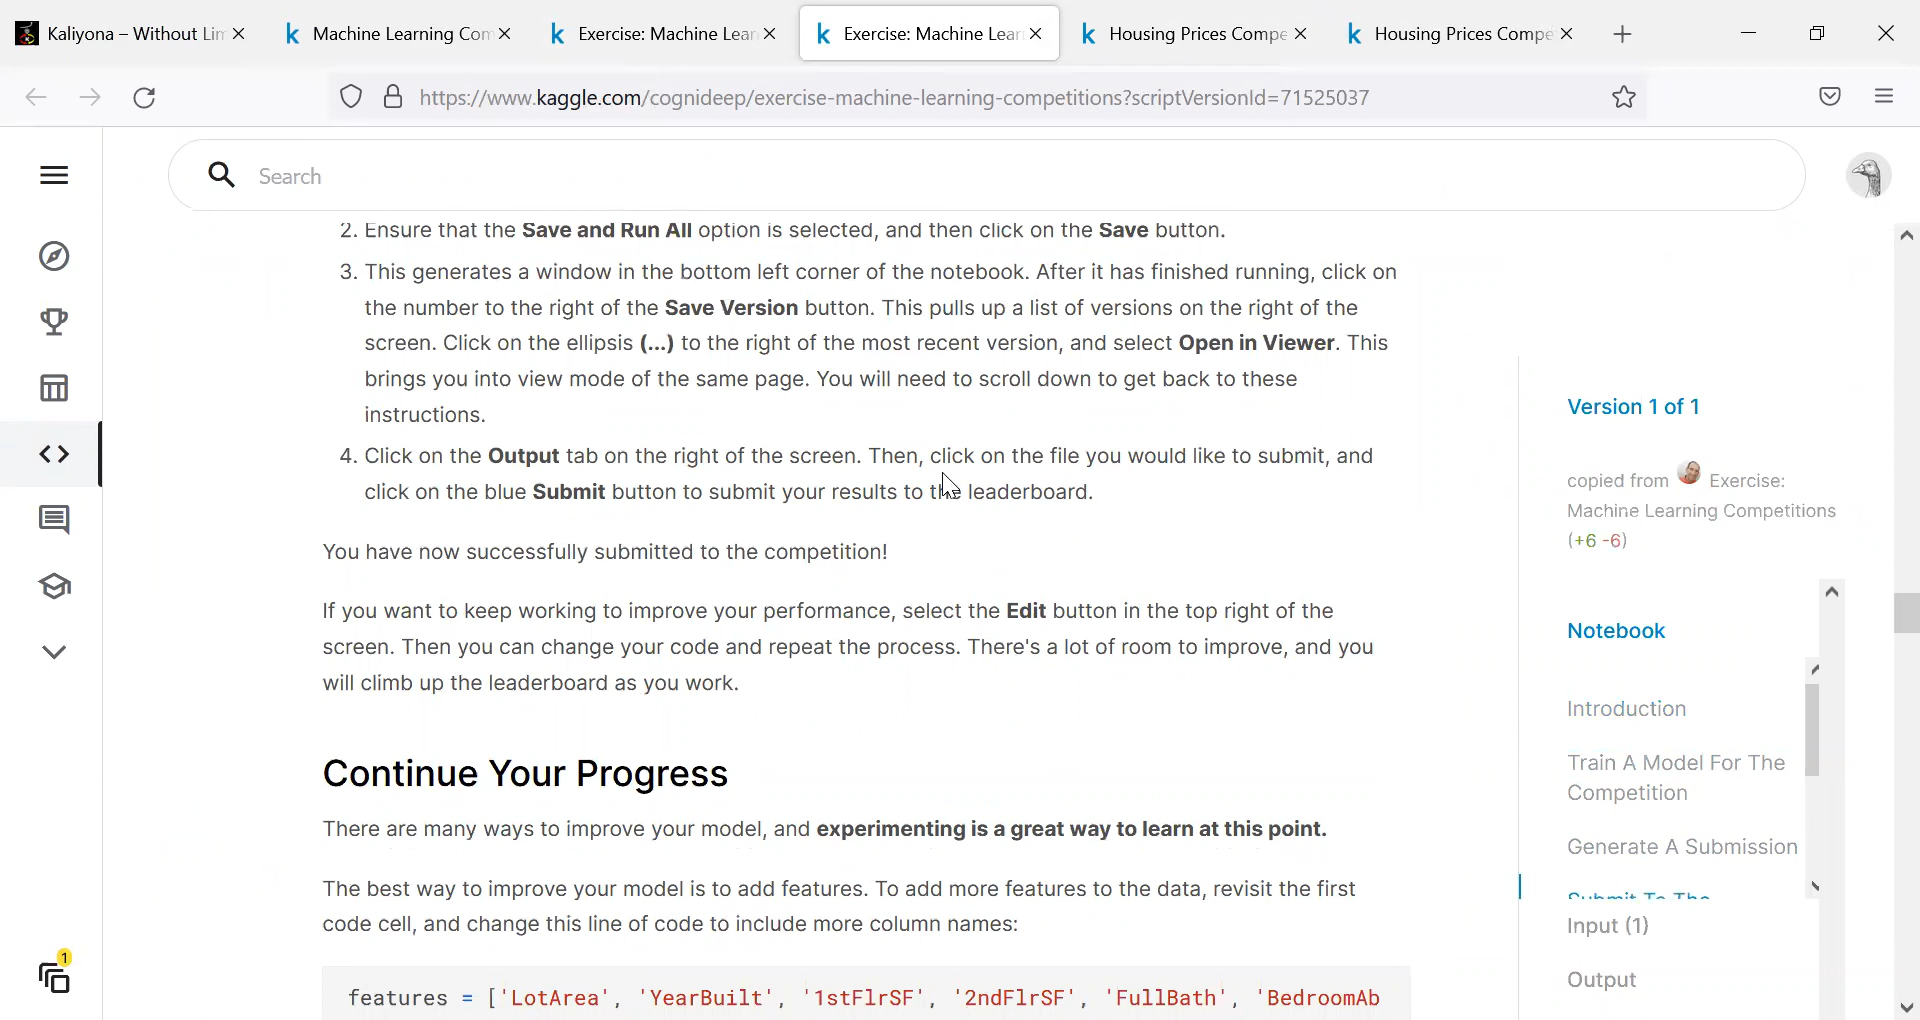 Kaliyona – Without Lim
Machine Learning Com
Exercise: Machine Lear
Exercise: Machine Lear
Housing Prices Compe
Housing Prices Compe
https://www.kaggle.com/cognideep/exercise-machine-learning-competitions?scriptVersionId=71525037
Search
2. Ensure that the Save and Run All option is selected, and then click on the Save button.
3. This generates a window in the bottom left corner of the notebook. After it has finished running, click on
the number to the right of the Save Version button. This pulls up a list of versions on the right of the
screen. Click on the ellipsis (...) to the right of the most recent version, and select Open in Viewer. This
brings you into view mode of the same page. You will need to scroll down to get back to these
instructions.
4. Click on the Output tab on the right of the screen. Then, click on the file you would like to submit, and
click on the blue Submit button to submit your results to the leaderboard.
You have now successfully submitted to the competition!
If you want to keep working to improve your performance, select the Edit button in the top right of the
screen. Then you can change your code and repeat the process. There's a lot of room to improve, and you
will climb up the leaderboard as you work.
Continue Your Progress
There are many ways to improve your model, and experimenting is a great way to learn at this point.
The best way to improve your model is to add features. To add more features to the data, revisit the first
code cell, and change this line of code to include more column names:
features = ['LotArea', 'YearBuilt', '1stFlrSF', '2ndFlrSF', 'FullBath', 'BedroomAb
Version 1 of 1
copied from Exercise:
Machine Learning Competitions
(+6 -6)
Notebook
Introduction
Train A Model For The
Competition
Generate A Submission
Submit To The
Input (1)
Output
1